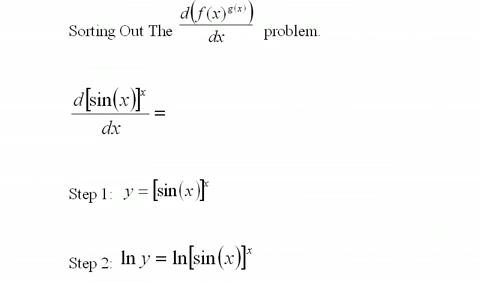 Sorting Out The d(f(x)^g(x))/dx problem.
d[sin(x)]^x/dx =
Step 1: y = [sin(x)]^x
Step 2: ln y = ln[sin(x)]^x